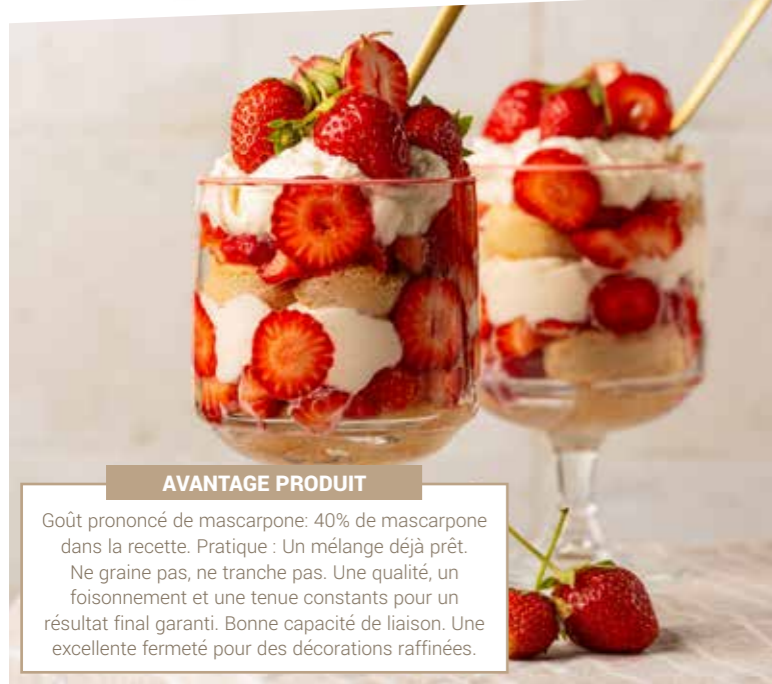 AVANTAGE PRODUIT
Goût prononcé de mascarpone: 40% de mascarpone
dans la recette. Pratique : Un mélange déjà prêt.
Ne graine pas, ne tranche pas. Une qualité, un
foisonnement et une tenue constants pour un
résultat final garanti. Bonne capacité de liaison. Une
excellente fermeté pour des décorations raffinées.